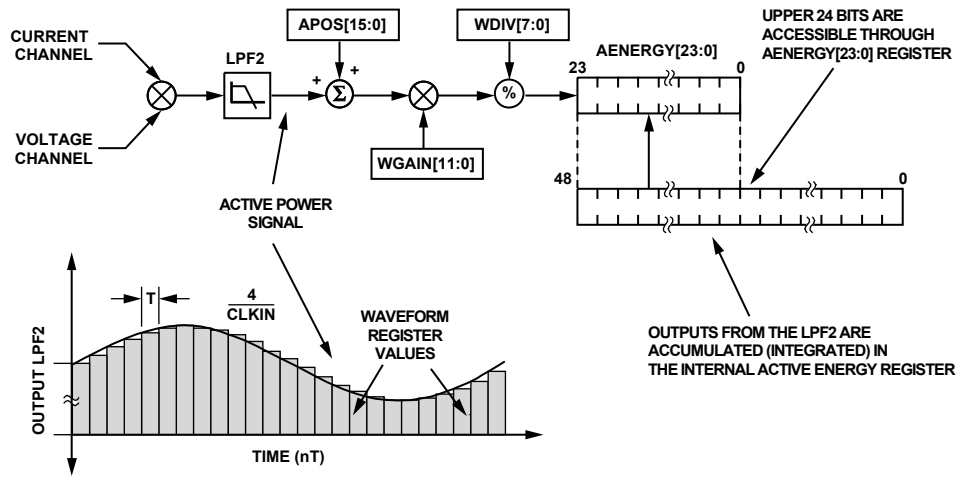 CURRENT
CHANNEL
VOLTAGE
CHANNEL
LPF2
APOS[15:0]
+
+
Σ
WGAIN[11:0]
WDIV[7:0]
%
AENERGY[23:0]
23
0
UPPER 24 BITS ARE
ACCESSIBLE THROUGH
AENERGY[23:0] REGISTER
48
0
ACTIVE POWER
SIGNAL
T
4
CLKIN
WAVEFORM
REGISTER
VALUES
OUTPUTS FROM THE LPF2 ARE
ACCUMULATED (INTEGRATED) IN
THE INTERNAL ACTIVE ENERGY REGISTER
OUTPUT LPF2
TIME (nT)